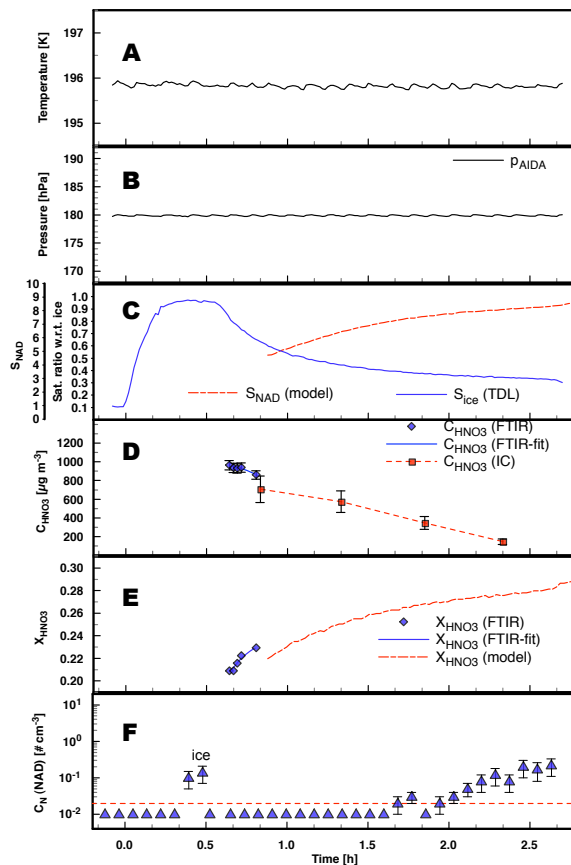 A
Temperature [K]
197
196
195
B
Pressure [hPa]
190
185
180
175
170
p_AIDA
C
S_NAD
10
9
8
7
6
5
4
3
2
1
0
Sat. ratio w.r.t. ice
1.0
0.9
0.8
0.7
0.6
0.5
0.4
0.3
0.2
0.1
S_NAD (model)
S_ice (TDL)
D
C_HNO3 [µg m-3]
1200
1000
800
600
400
200
C_HNO3 (FTIR)
C_HNO3 (FTIR-fit)
C_HNO3 (IC)
E
X_HNO3
0.30
0.28
0.26
0.24
0.22
0.20
X_HNO3 (FTIR)
X_HNO3 (FTIR-fit)
X_HNO3 (model)
F
C_N (NAD) [# cm-3]
10^1
10^0
10^-1
10^-2
ice
0.0 0.5 1.0 1.5 2.0 2.5
Time [h]